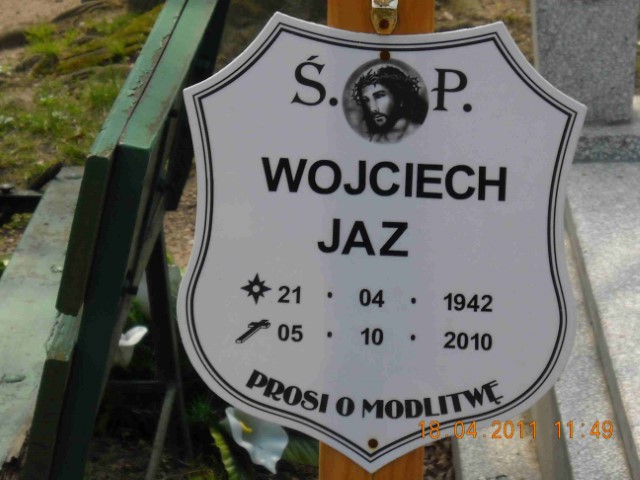 Ś. P.
WOJCIECH
JAZ
21 · 04 · 1942
05 · 10 · 2010
PROSI O MODLITWĘ
18 04 2011 11:49